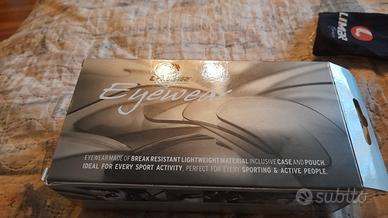 LIMAR
Eyewear
EYEWEAR MADE OF BREAK RESISTANT LIGHTWEIGHT MATERIAL INCLUSIVE CASE AND POUCH.
IDEAL FOR EVERY SPORT ACTIVITY, PERFECT FOR EVERY SPORTING & ACTIVE PEOPLE.
subito